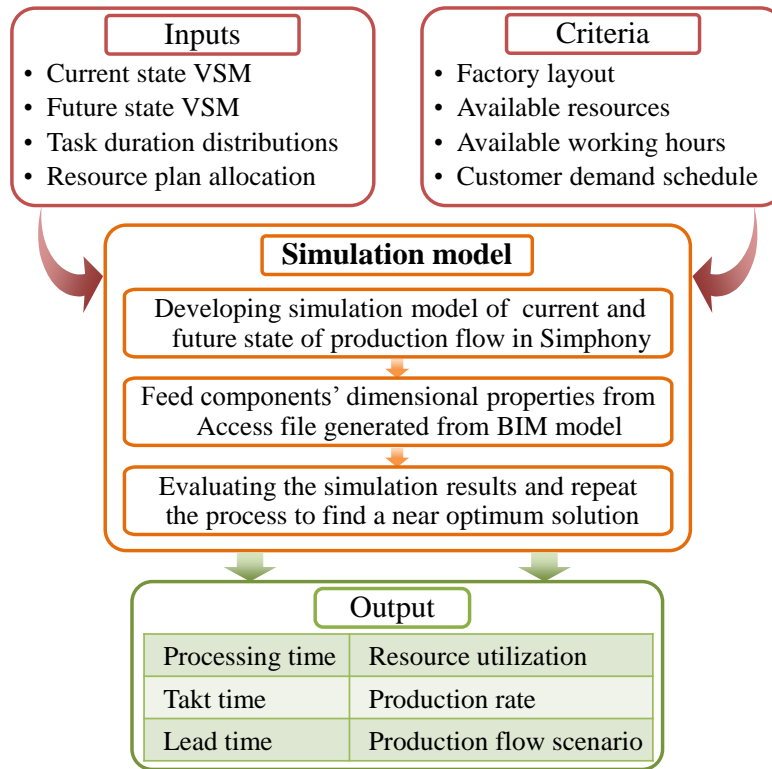 Inputs
• Current state VSM
• Future state VSM
• Task duration distributions
• Resource plan allocation
Criteria
• Factory layout
• Available resources
• Available working hours
• Customer demand schedule
Simulation model
Developing simulation model of current and
future state of production flow in Simphony
Feed components’ dimensional properties from
Access file generated from BIM model
Evaluating the simulation results and repeat
the process to find a near optimum solution
Output
Processing time Resource utilization
Takt time Production rate
Lead time Production flow scenario